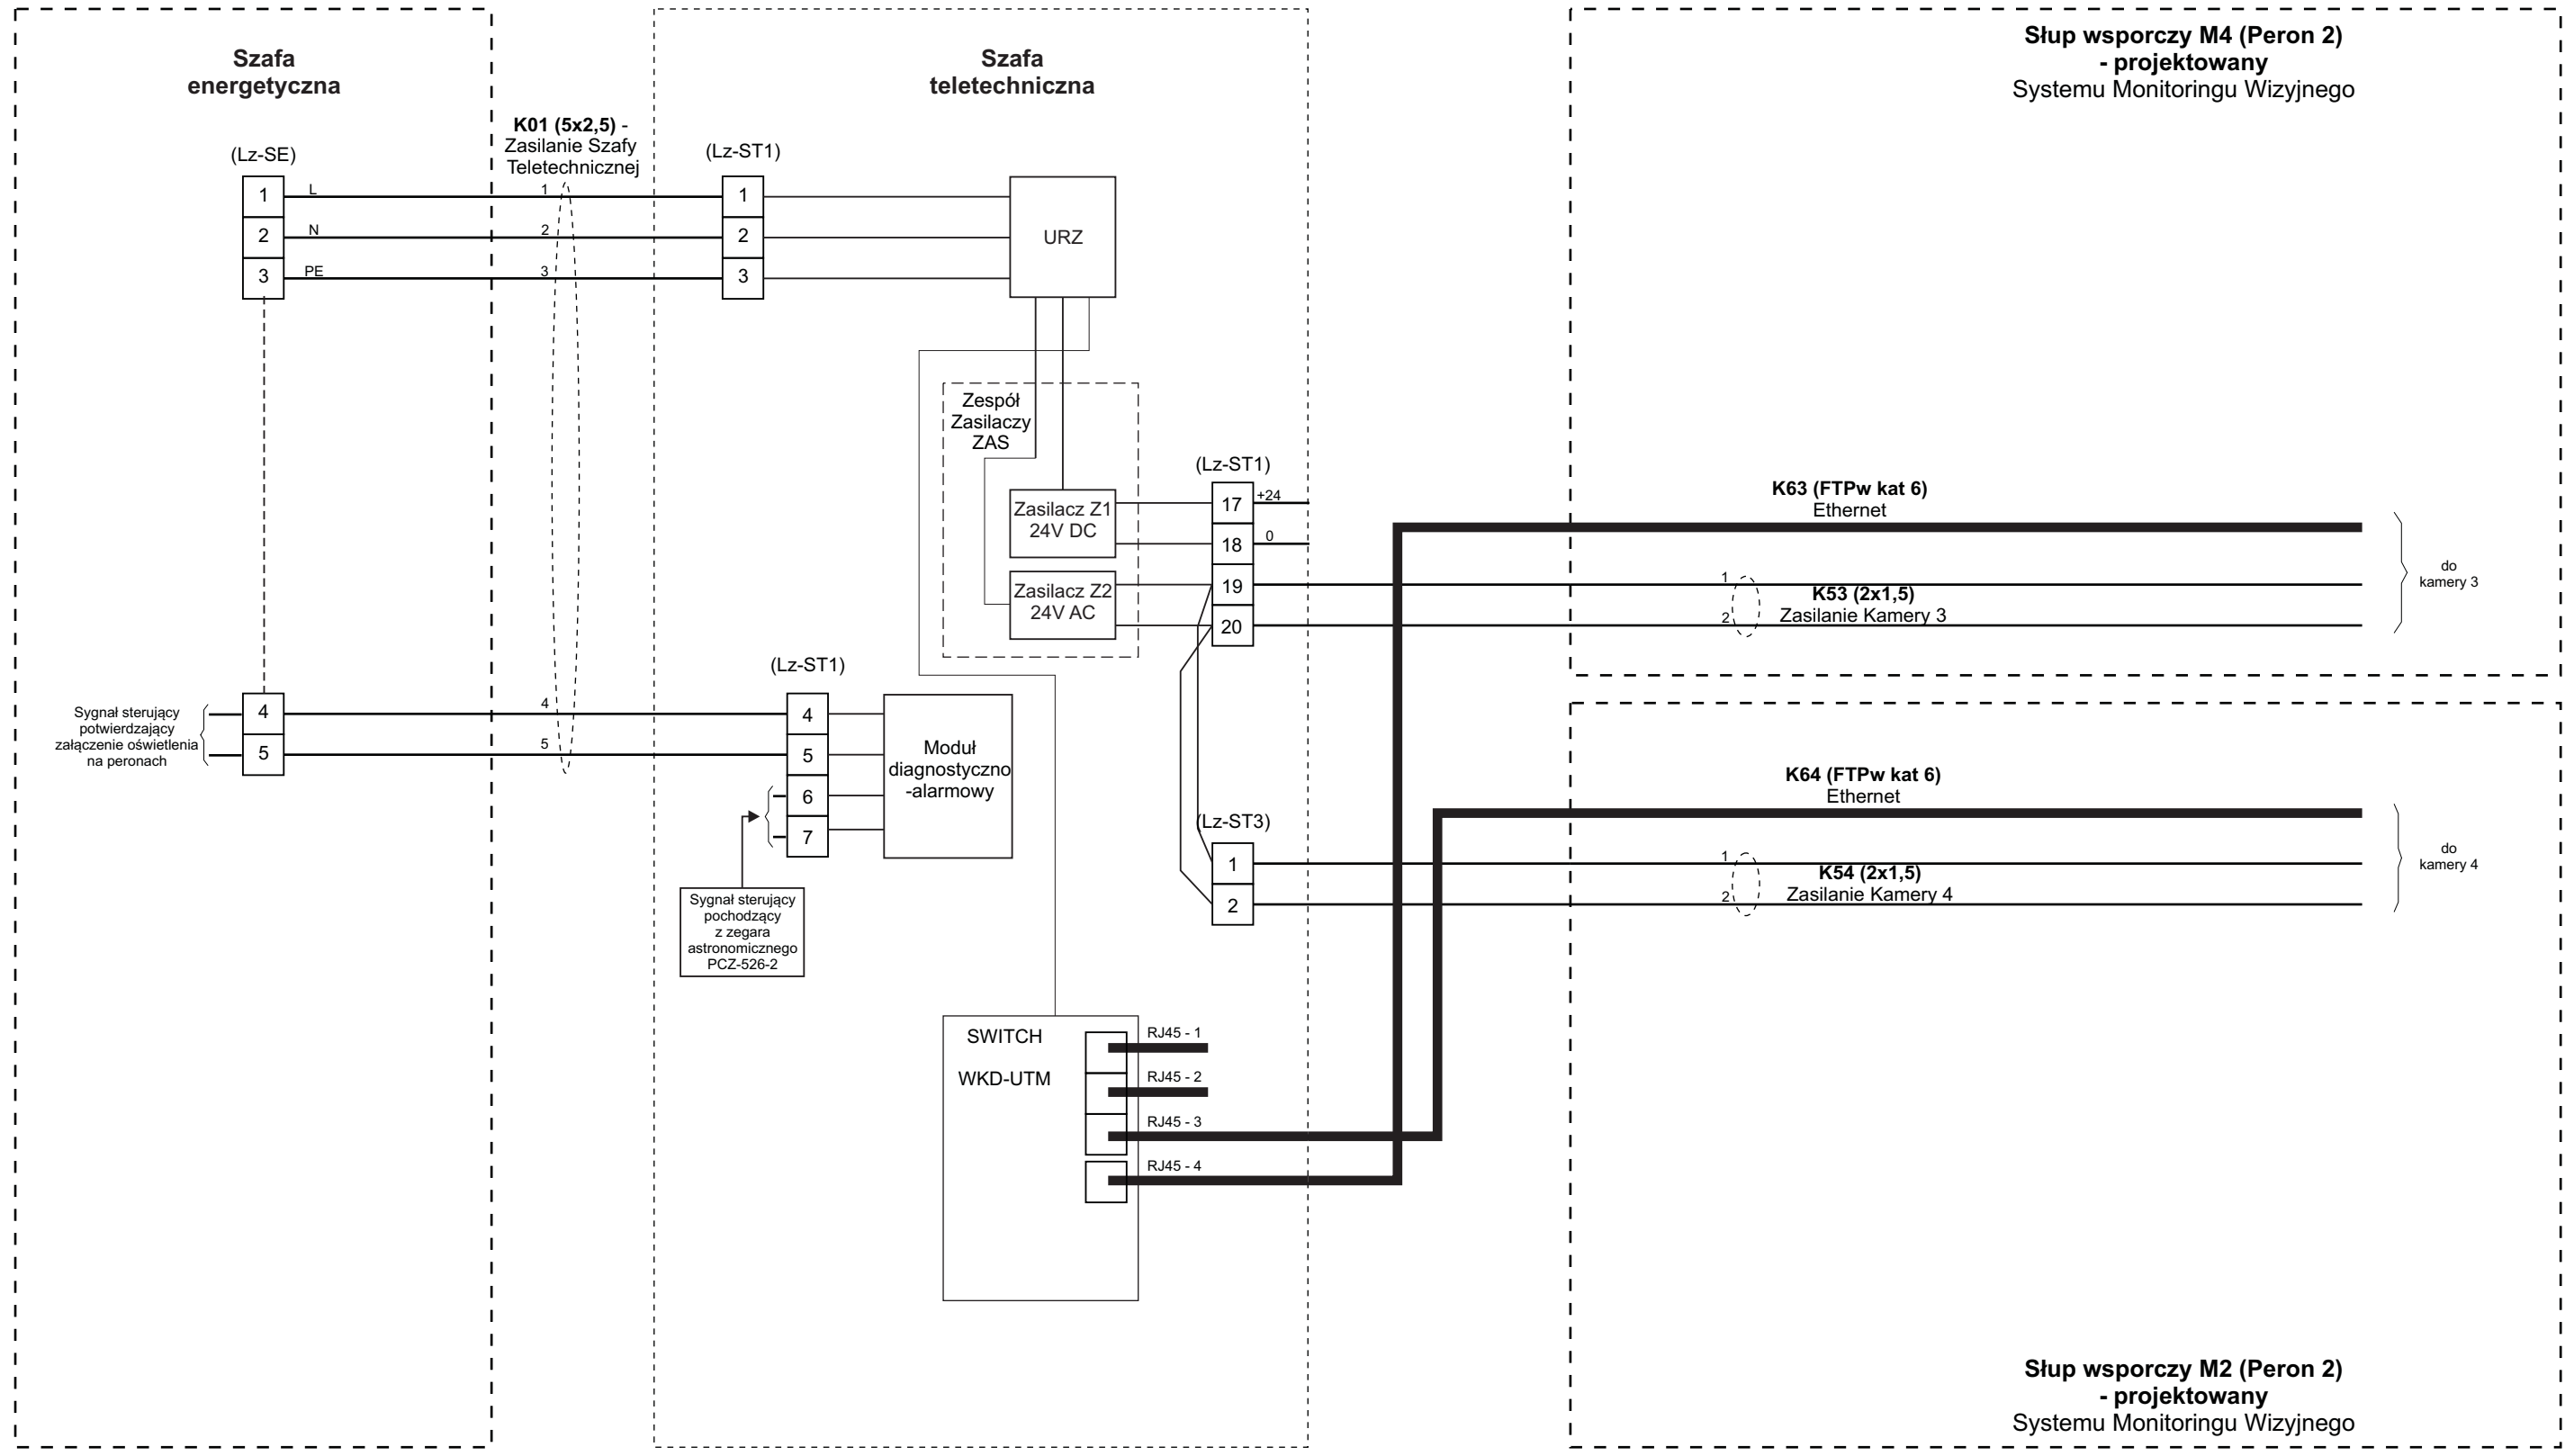 Szafa
energetyczna
(Lz-SE)
1
2
3
L
N
PE
K01 (5x2,5) -
Zasilanie Szafy
Teletechnicznej
1
2
3
Szafa
teletechniczna
(Lz-ST1)
1
2
3
URZ
Zespół
Zasilaczy
ZAS
Zasilacz Z1
24V DC
Zasilacz Z2
24V AC
(Lz-ST1)
17
18
19
20
+24
0
Sygnał sterujący
potwierdzający
załączenie oświetlenia
na peronach
4
5
4
5
(Lz-ST1)
4
5
6
7
Moduł
diagnostyczno
-alarmowy
Sygnał sterujący
pochodzący
z zegara
astronomicznego
PCZ-526-2
(Lz-ST3)
1
2
SWITCH
WKD-UTM
RJ45 - 1
RJ45 - 2
RJ45 - 3
RJ45 - 4
Słup wsporczy M4 (Peron 2)
- projektowany
Systemu Monitoringu Wizyjnego
K63 (FTPw kat 6)
Ethernet
1
2
K53 (2x1,5)
Zasilanie Kamery 3
do
kamery 3
K64 (FTPw kat 6)
Ethernet
1
2
K54 (2x1,5)
Zasilanie Kamery 4
do
kamery 4
Słup wsporczy M2 (Peron 2)
- projektowany
Systemu Monitoringu Wizyjnego